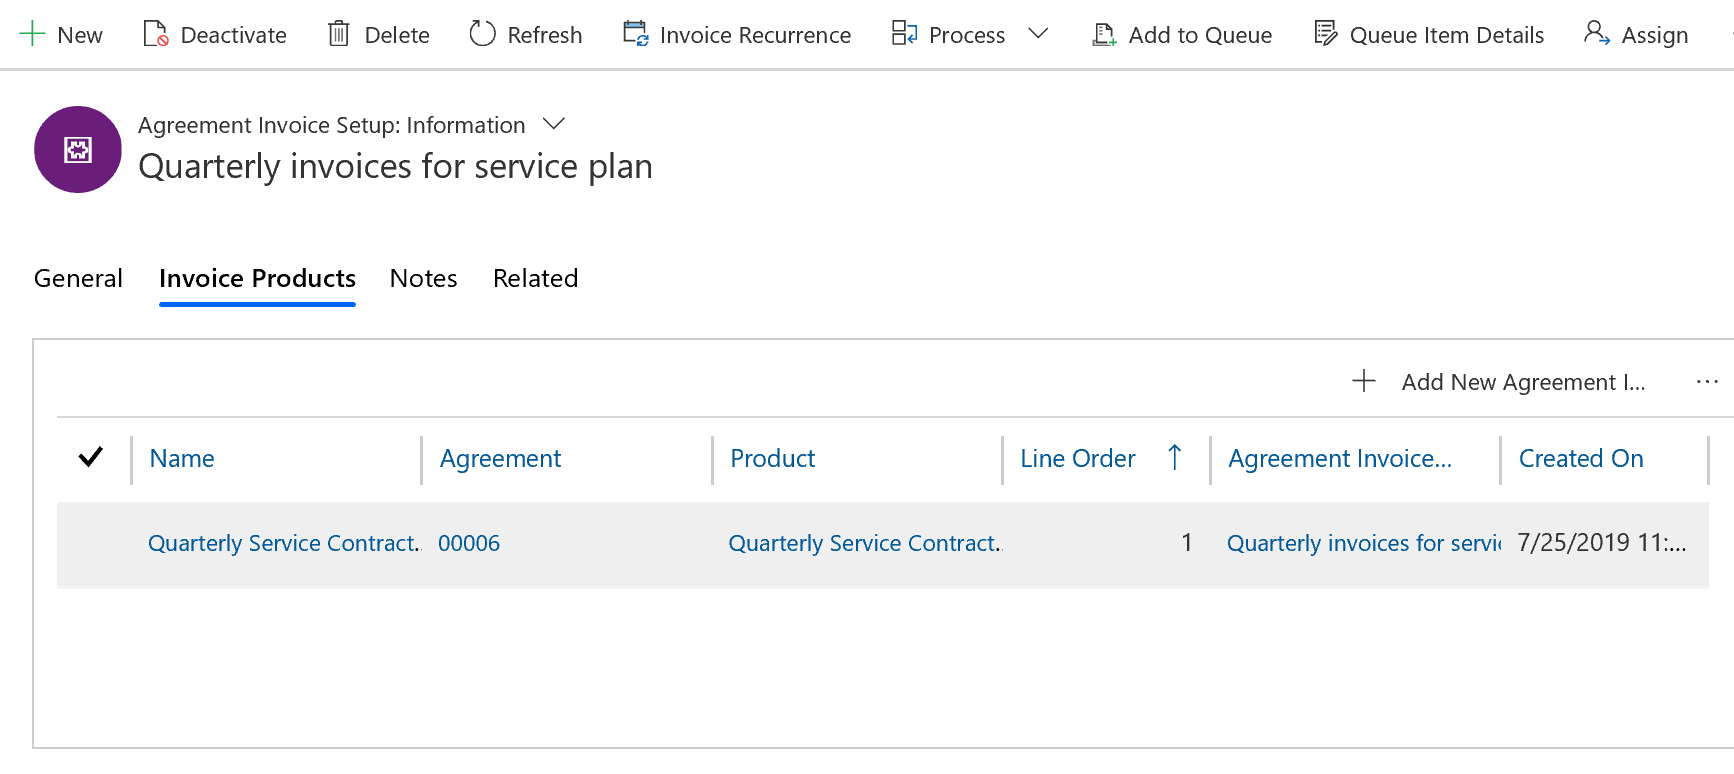 New Deactivate Delete Refresh Invoice Recurrence Process Add to Queue Queue Item Details Assign
Agreement Invoice Setup: Information
Quarterly invoices for service plan
General Invoice Products Notes Related
Add New Agreement I... ...
Name Agreement Product Line Order Agreement Invoice... Created On
Quarterly Service Contract.. 00006 Quarterly Service Contract.. 1 Quarterly invoices for servic 7/25/2019 11:...